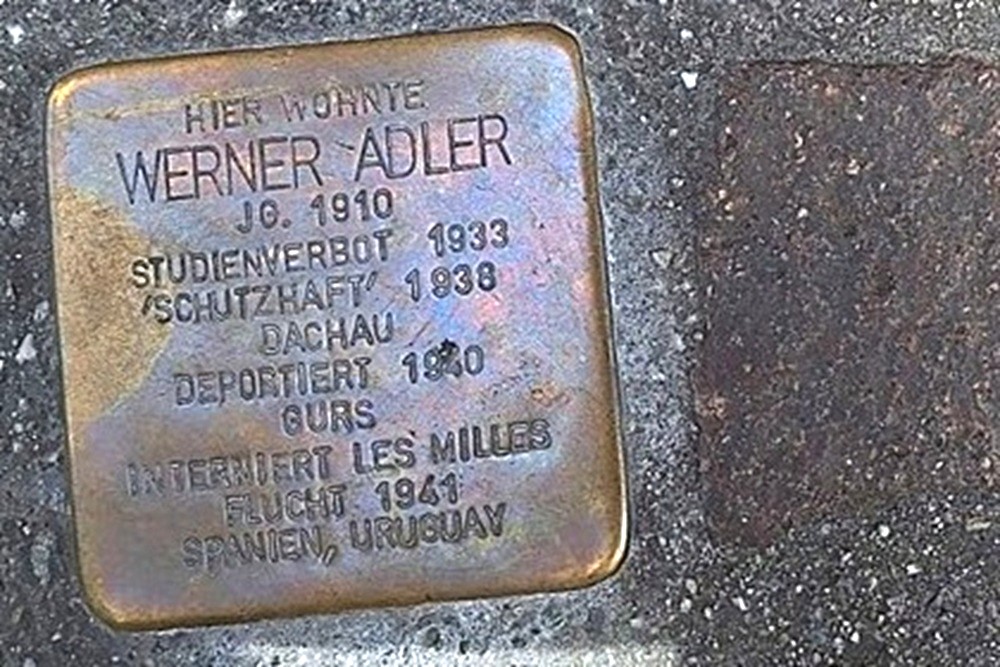 HIER WOHNTE
WERNER ADLER
JG. 1910
STUDIENVERBOT 1933
'SCHUTZHAFT' 1938
DACHAU
DEPORTIERT 1940
GURS
INTERNIERT LES MILLES
FLUCHT 1941
SPANIEN, URUGUAY